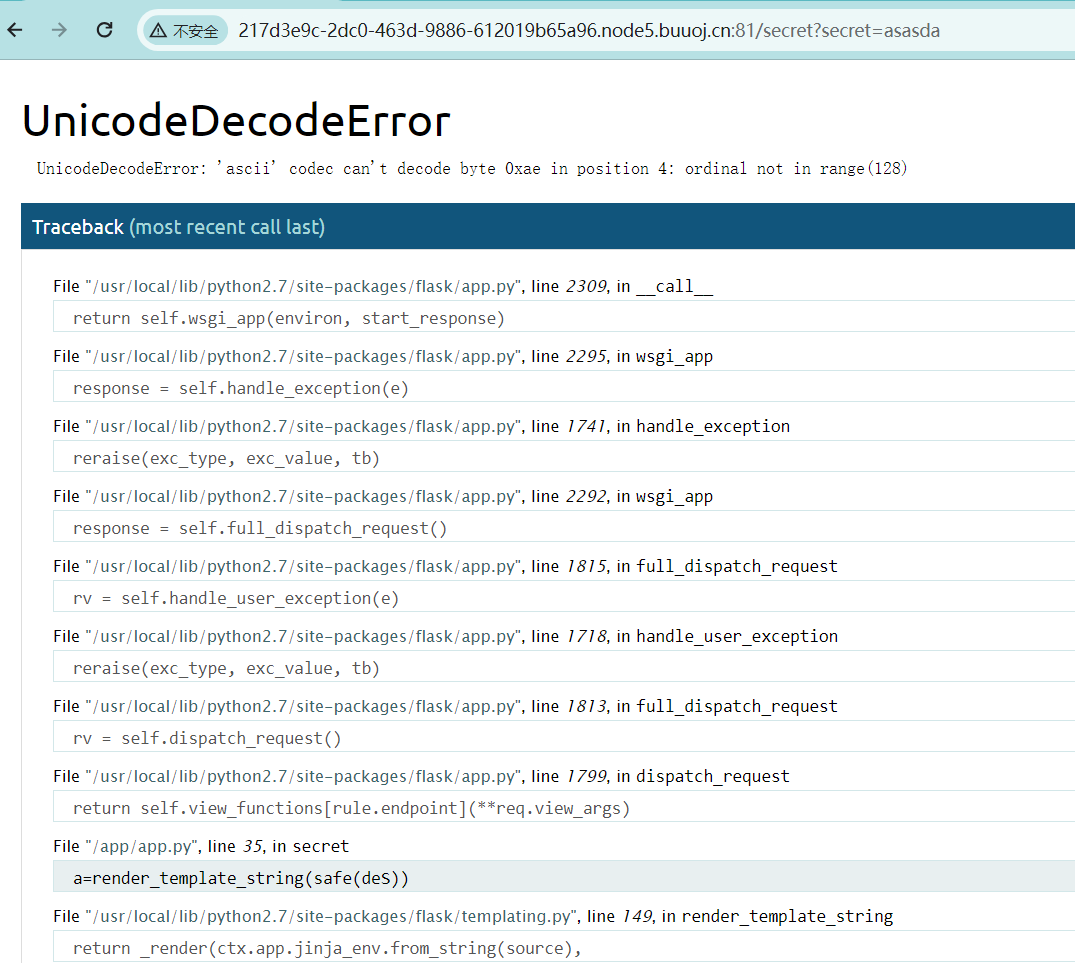 不安全 217d3e9c-2dc0-463d-9886-612019b65a96.node5.buuoj.cn:81/secret?secret=asasda
UnicodeDecodeError
UnicodeDecodeError: 'ascii' codec can't decode byte 0xae in position 4: ordinal not in range(128)
Traceback (most recent call last)
File "/usr/local/lib/python2.7/site-packages/flask/app.py", line 2309, in __call__
return self.wsgi_app(environ, start_response)
File "/usr/local/lib/python2.7/site-packages/flask/app.py", line 2295, in wsgi_app
response = self.handle_exception(e)
File "/usr/local/lib/python2.7/site-packages/flask/app.py", line 1741, in handle_exception
reraise(exc_type, exc_value, tb)
File "/usr/local/lib/python2.7/site-packages/flask/app.py", line 2292, in wsgi_app
response = self.full_dispatch_request()
File "/usr/local/lib/python2.7/site-packages/flask/app.py", line 1815, in full_dispatch_request
rv = self.handle_user_exception(e)
File "/usr/local/lib/python2.7/site-packages/flask/app.py", line 1718, in handle_user_exception
reraise(exc_type, exc_value, tb)
File "/usr/local/lib/python2.7/site-packages/flask/app.py", line 1813, in full_dispatch_request
rv = self.dispatch_request()
File "/usr/local/lib/python2.7/site-packages/flask/app.py", line 1799, in dispatch_request
return self.view_functions[rule.endpoint](**req.view_args)
File "/app/app.py", line 35, in secret
a=render_template_string(safe(deS))
File "/usr/local/lib/python2.7/site-packages/flask/templating.py", line 149, in render_template_string
return _render(ctx.app.jinja_env.from_string(source),